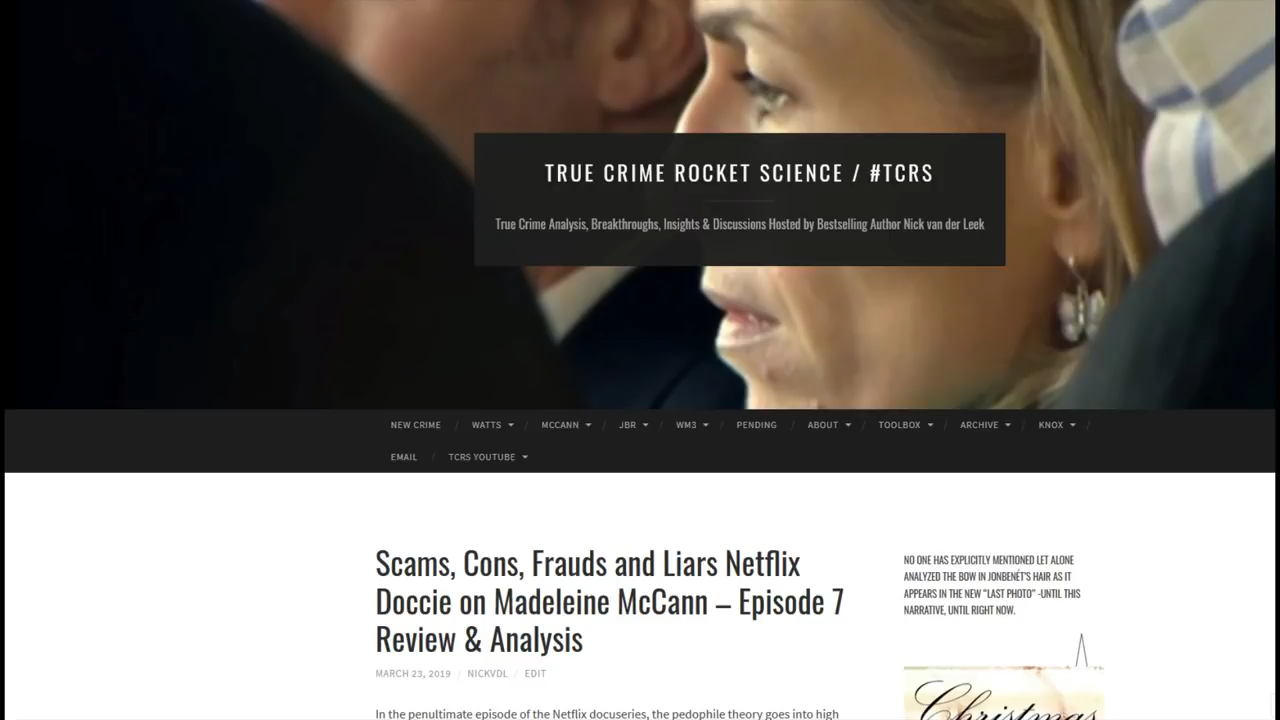 TRUE CRIME ROCKET SCIENCE / #TCRS
True Crime Analysis, Breakthroughs, Insights & Discussions Hosted by Bestselling Author Nick van der Leek
NEW CRIME / WATTS / MCCANN / JBR / WM3 / PENDING / ABOUT / TOOLBOX / ARCHIVE / KNOX /
EMAIL / TCRS YOUTUBE
Scams, Cons, Frauds and Liars Netflix
Doccie on Madeleine McCann – Episode 7
Review & Analysis
MARCH 23, 2019 / NICKVDL / EDIT
In the penultimate episode of the Netflix docuseries, the pedophile theory goes into high
NO ONE HAS EXPLICITLY MENTIONED LET ALONE
ANALYZED THE BOW IN JONBENÉT'S HAIR AS IT
APPEARS IN THE NEW "LAST PHOTO" -UNTIL THIS
NARRATIVE, UNTIL RIGHT NOW.
Christmas